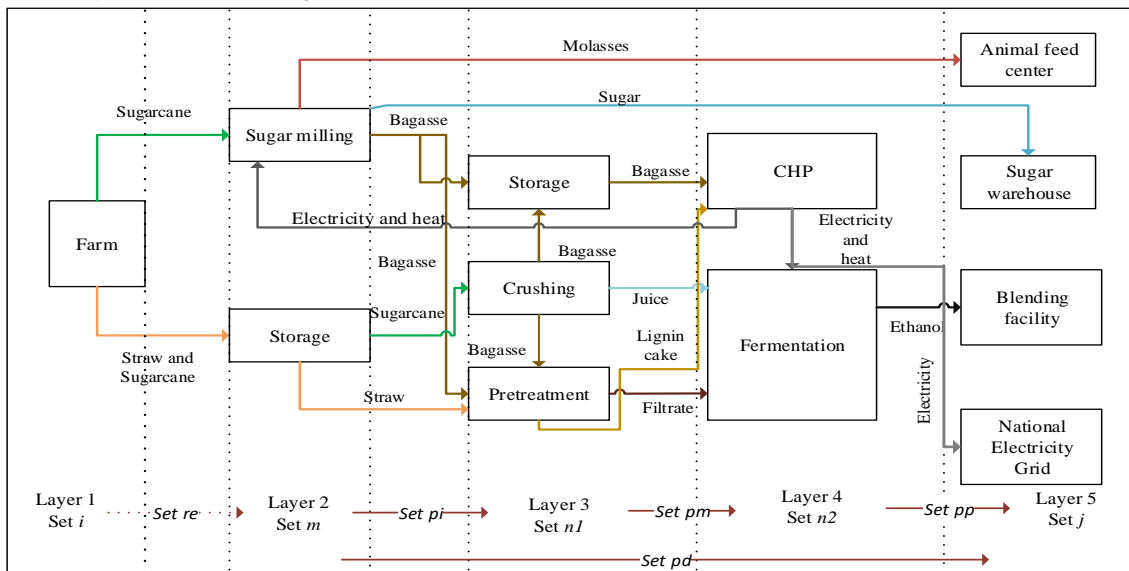 Molasses
Animal feed
center
Sugarcane
Sugar
Sugar milling
Bagasse
Storage
Bagasse
CHP
Sugar
warehouse
Farm
Electricity and heat
Electricity
and
heat
Bagasse
Bagasse
Crushing
Juice
Sugarcane
Storage
Blending
facility
Ethanol
Fermentation
Lignin
cake
Bagasse
Straw and
Sugarcane
Straw
Pretreatment
Filtrate
Electricity
National
Electricity
Grid
Layer 1
Set i
Set re
Layer 2
Set m
Set pi
Layer 3
Set n1
Set pm
Layer 4
Set n2
Set pp
Layer 5
Set j
Set pd